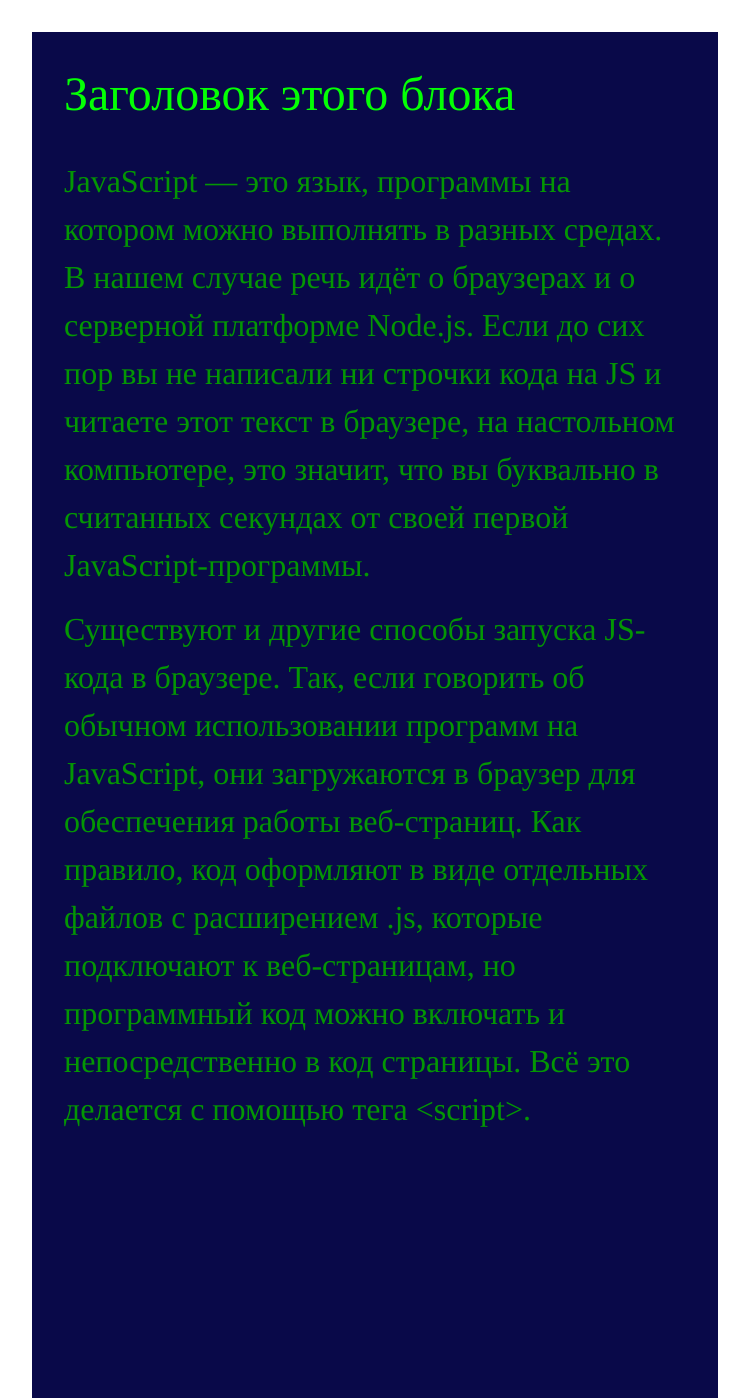 Заголовок этого блока
JavaScript — это язык, программы на
котором можно выполнять в разных средах.
В нашем случае речь идёт о браузерах и о
серверной платформе Node.js. Если до сих
пор вы не написали ни строчки кода на JS и
читаете этот текст в браузере, на настольном
компьютере, это значит, что вы буквально в
считанных секундах от своей первой
JavaScript-программы.
Существуют и другие способы запуска JS-
кода в браузере. Так, если говорить об
обычном использовании программ на
JavaScript, они загружаются в браузер для
обеспечения работы веб-страниц. Как
правило, код оформляют в виде отдельных
файлов с расширением .js, которые
подключают к веб-страницам, но
программный код можно включать и
непосредственно в код страницы. Всё это
делается с помощью тега <script>.